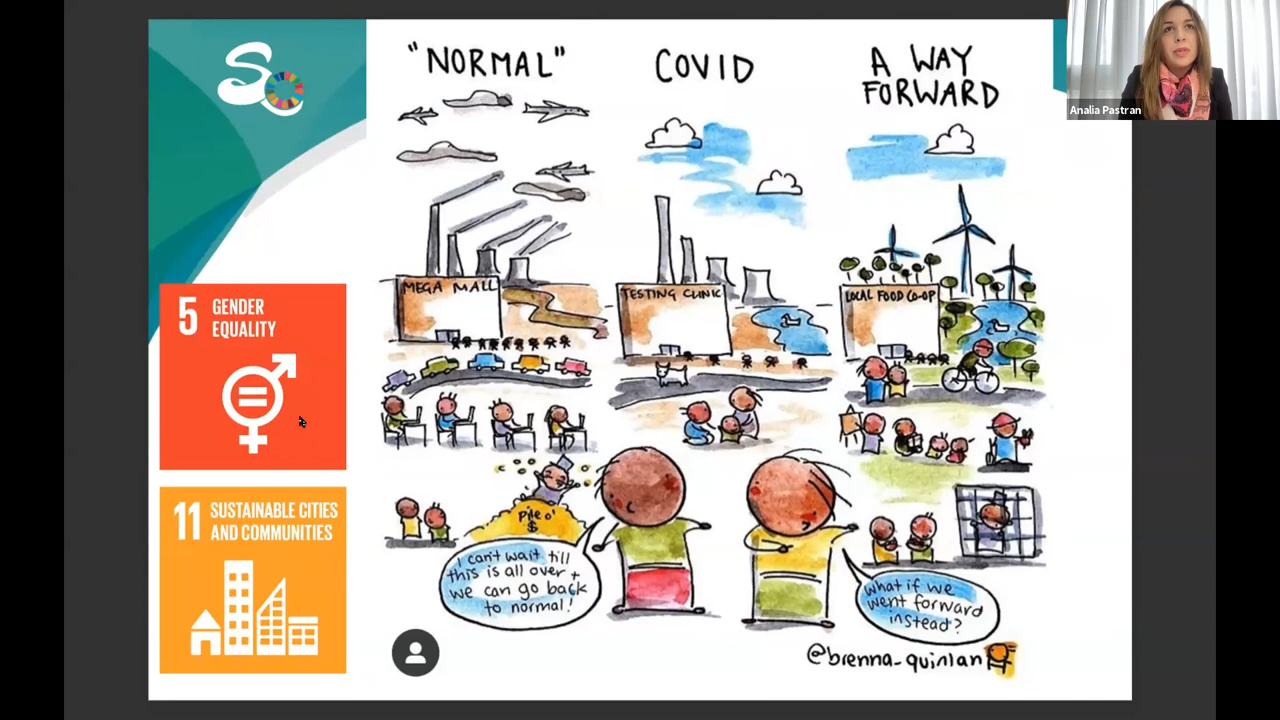 "NORMAL"
COVID
A WAY
FORWARD
Analia Pastran
MEGA MALL
TESTING CLINIC
LOCAL FOOD CO-OP
5 GENDER
EQUALITY
11 SUSTAINABLE CITIES
AND COMMUNITIES
Pile o'
$
I can't wait till
this is all over +
we can go back
to normal!
what if we
went forward
instead?
@brenna_quinlan